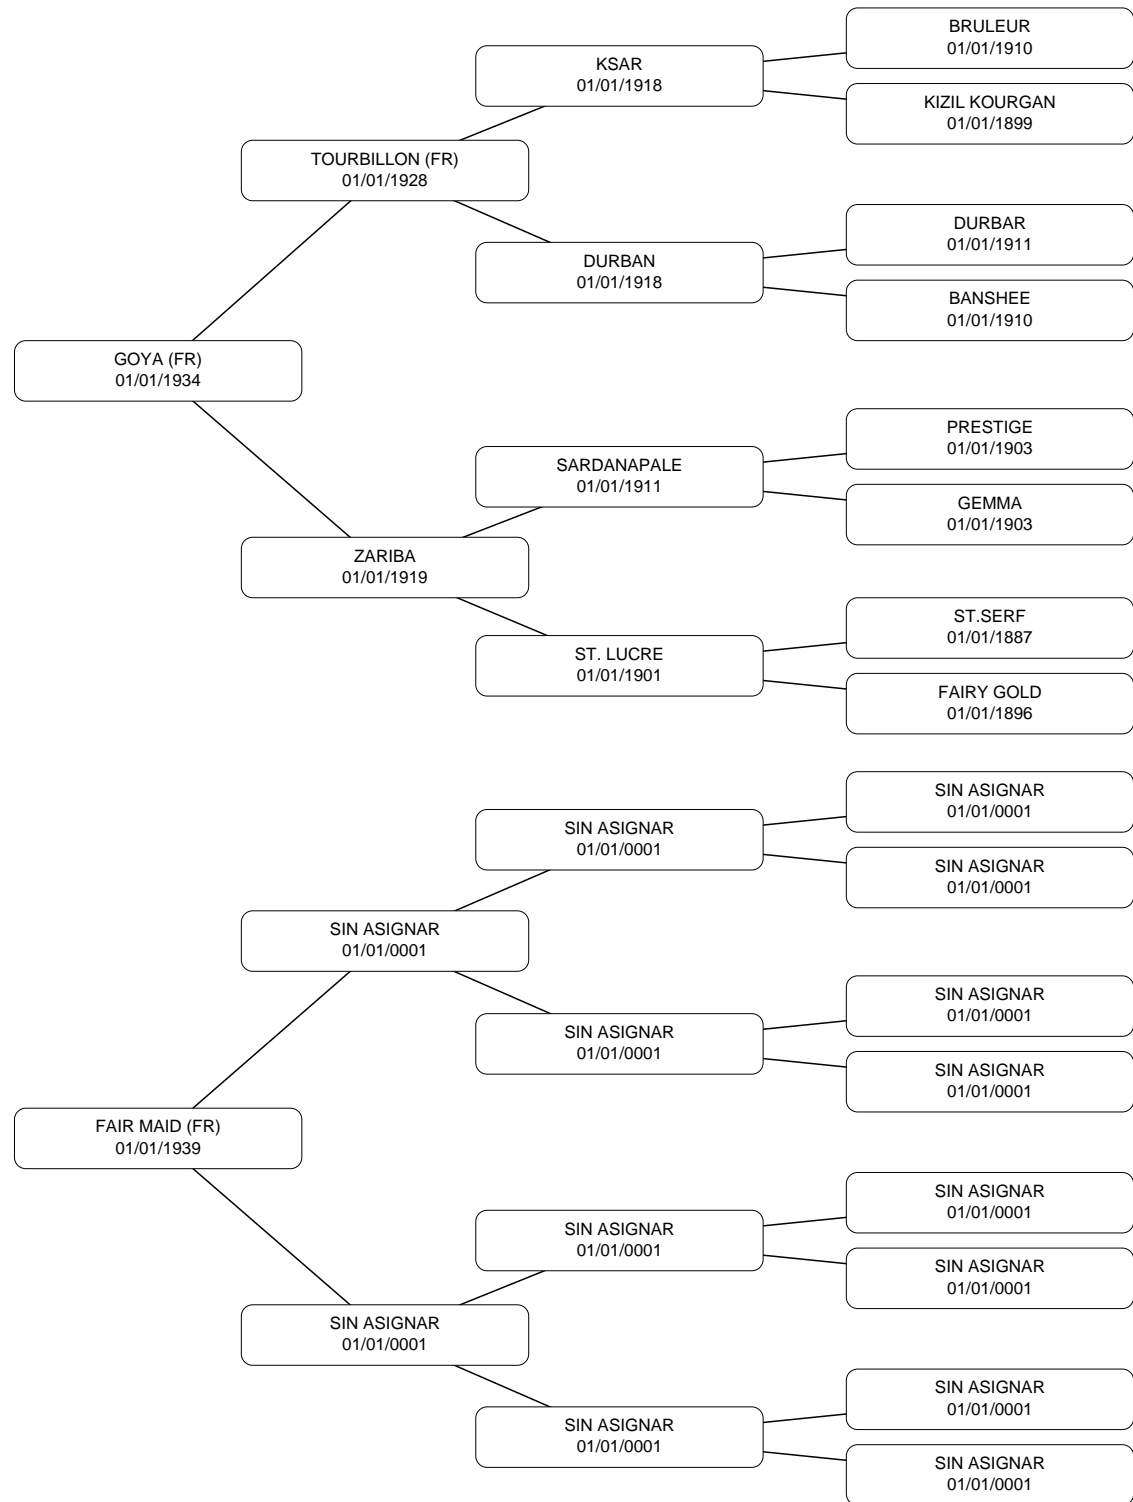 BRULEUR
01/01/1910
KSAR
01/01/1918
KIZIL KOURGAN
01/01/1899
TOURBILLON (FR)
01/01/1928
DURBAR
01/01/1911
DURBAN
01/01/1918
BANSHEE
01/01/1910
GOYA (FR)
01/01/1934
PRESTIGE
01/01/1903
SARDANAPALE
01/01/1911
GEMMA
01/01/1903
ZARIBA
01/01/1919
ST.SERF
01/01/1887
ST. LUCRE
01/01/1901
FAIRY GOLD
01/01/1896
SIN ASIGNAR
01/01/0001
SIN ASIGNAR
01/01/0001
SIN ASIGNAR
01/01/0001
SIN ASIGNAR
01/01/0001
SIN ASIGNAR
01/01/0001
SIN ASIGNAR
01/01/0001
SIN ASIGNAR
01/01/0001
FAIR MAID (FR)
01/01/1939
SIN ASIGNAR
01/01/0001
SIN ASIGNAR
01/01/0001
SIN ASIGNAR
01/01/0001
SIN ASIGNAR
01/01/0001
SIN ASIGNAR
01/01/0001
SIN ASIGNAR
01/01/0001
SIN ASIGNAR
01/01/0001